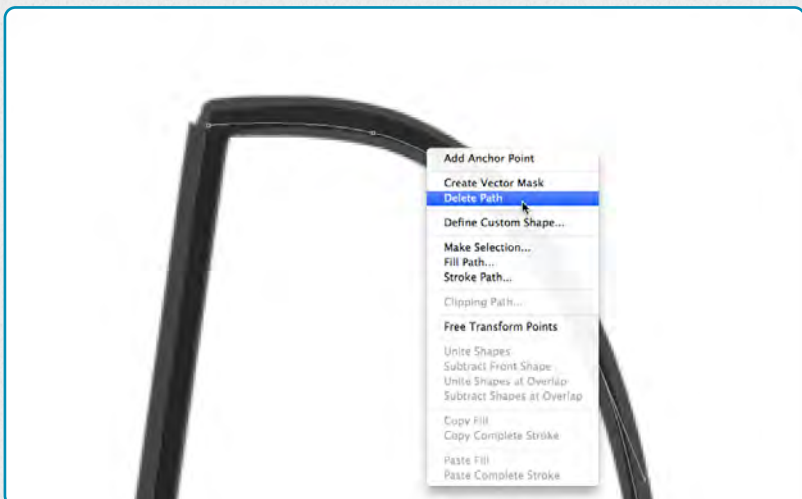 Add Anchor Point
Create Vector Mask
Delete Path
Define Custom Shape...
Make Selection...
Fill Path...
Stroke Path...
Clipping Path...
Free Transform Points
Unite Shapes
Subtract Front Shape
Unite Shapes at Overlap
Subtract Shapes at Overlap
Copy Fill
Copy Complete Stroke
Paste Fill
Paste Complete Stroke